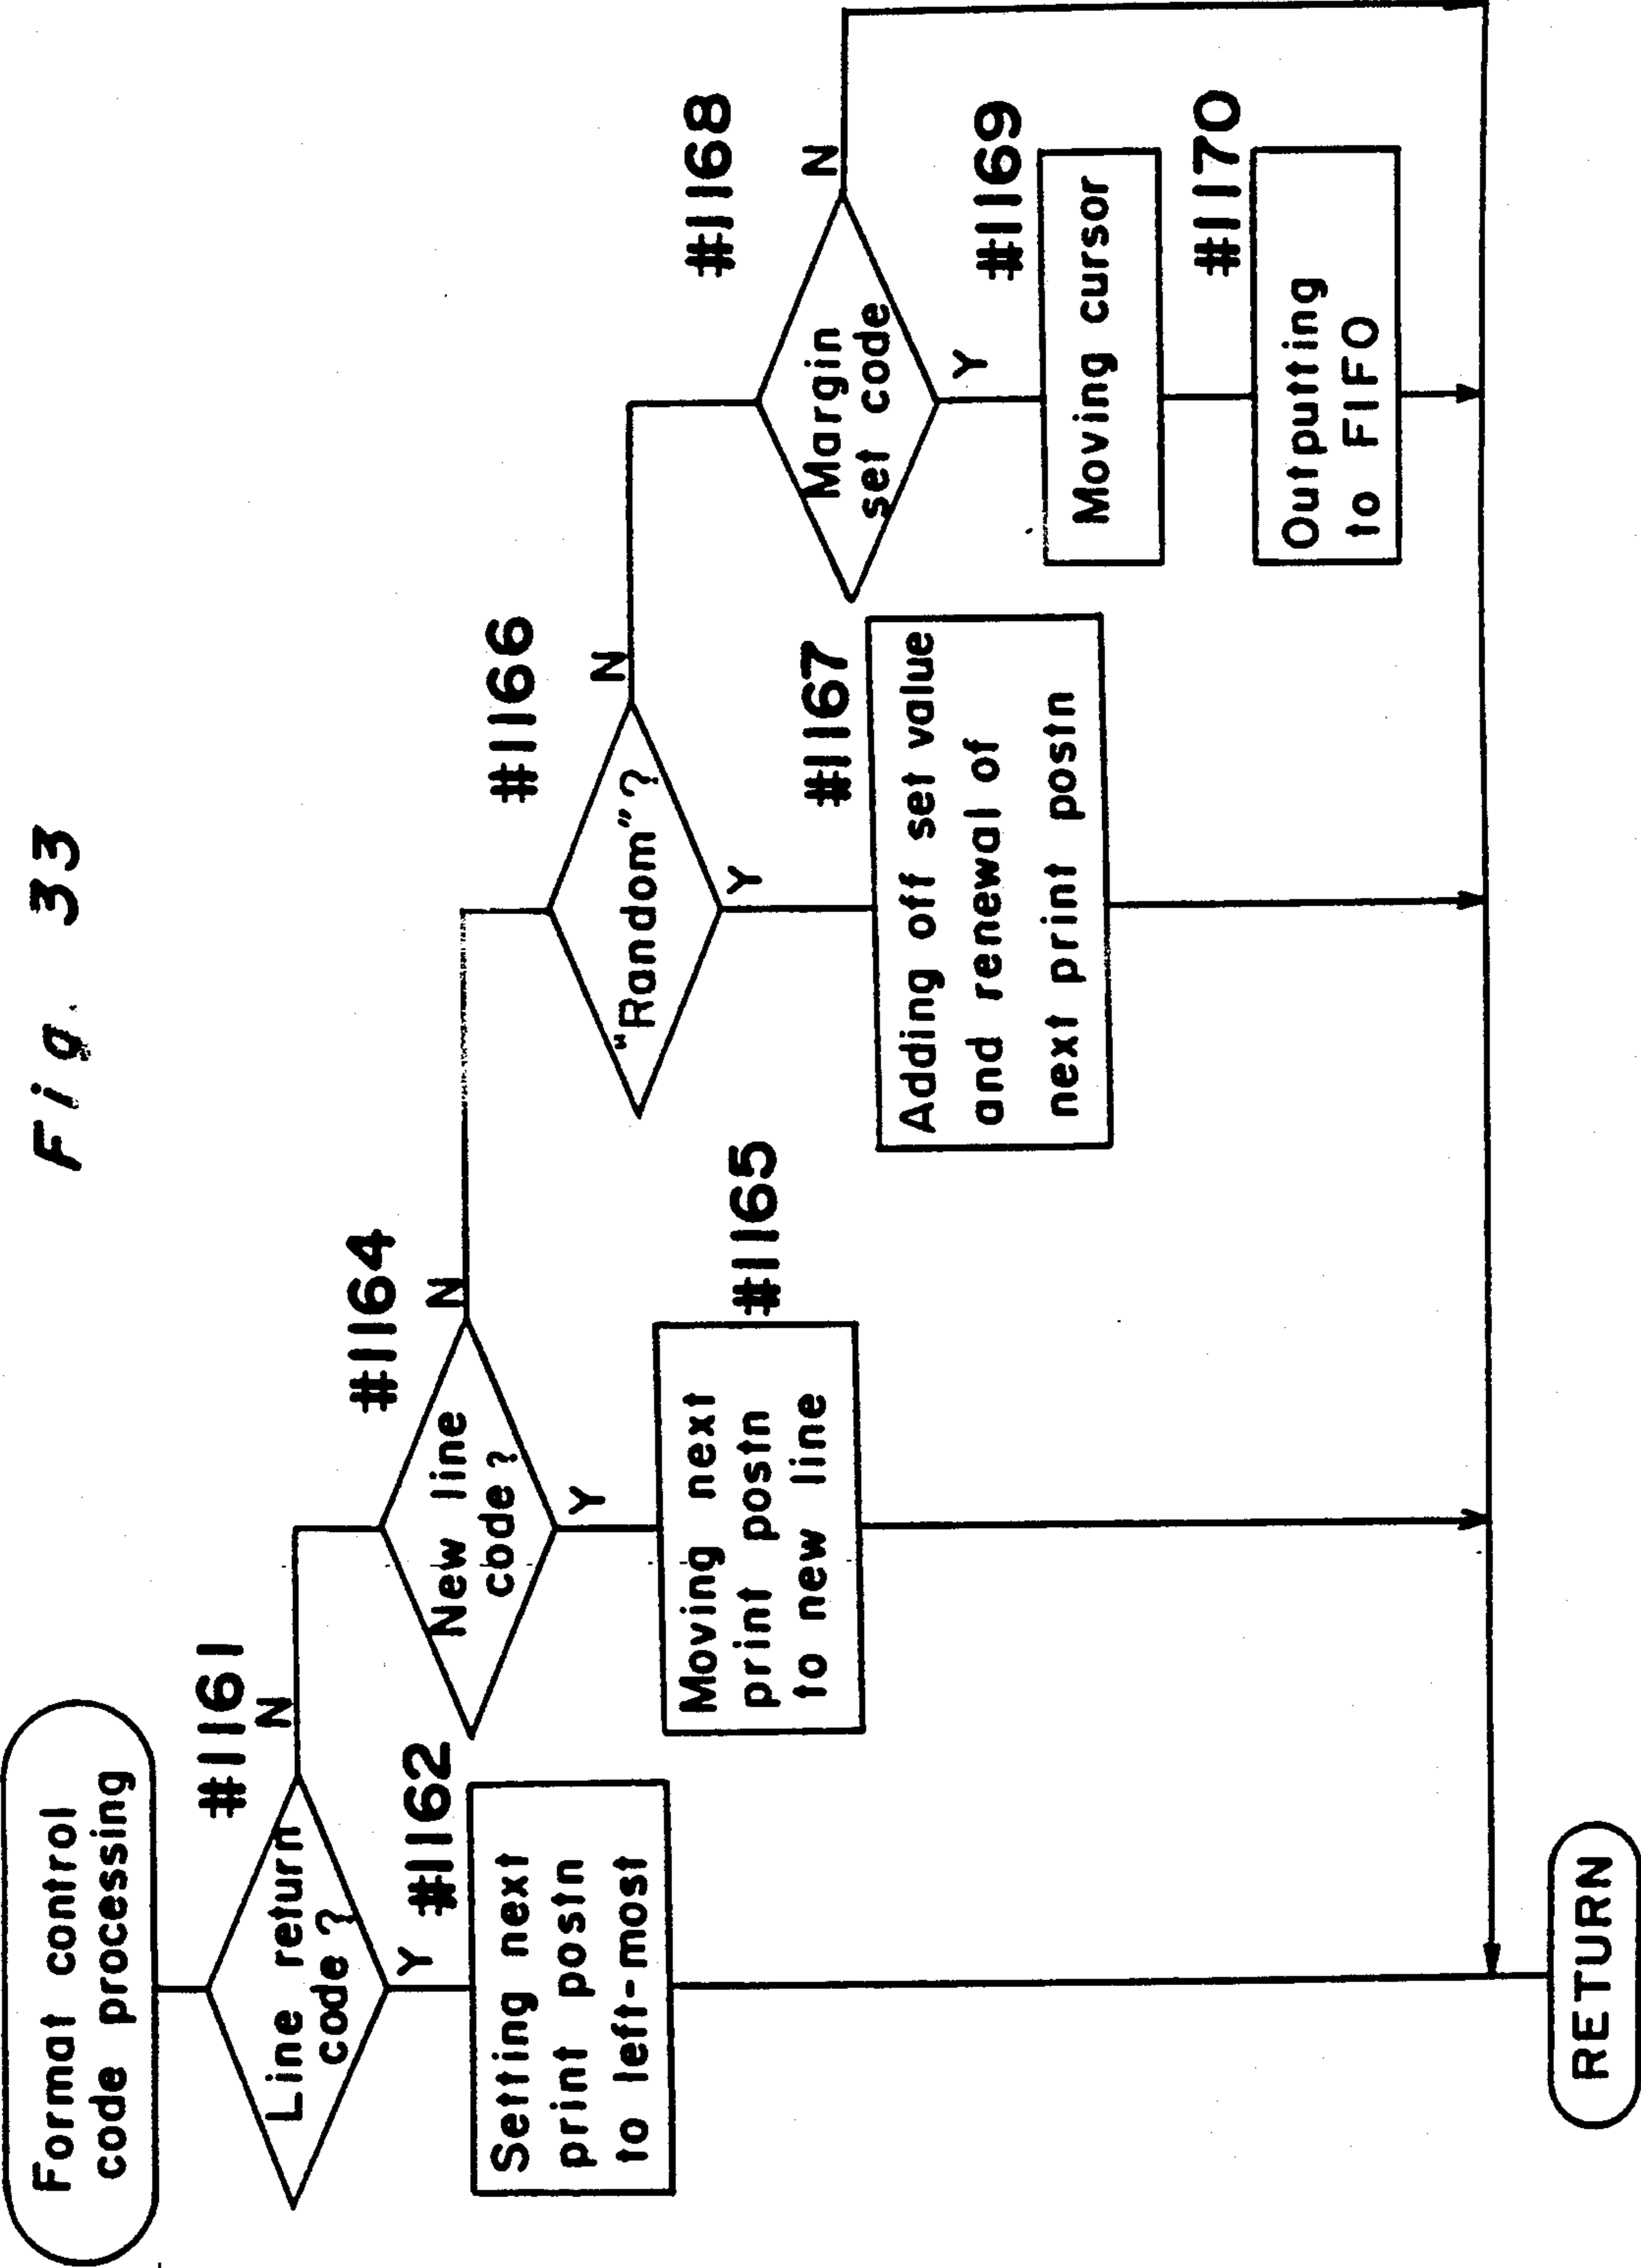 Fig. 33
Format control
code processing
#1161
Line return
code?
N
Y
#1162
Setting next
print postn
to left-most
#1164
New line
code?
N
Y
#1165
Moving next
print postn
to new line
#1166
"Random"?
N
Y
#1167
Adding off set value
and renewal of
next print postn
#1168
Margin
set code
N
Y
#1169
Moving cursor
#1170
Outputting
to FIFO
RETURN